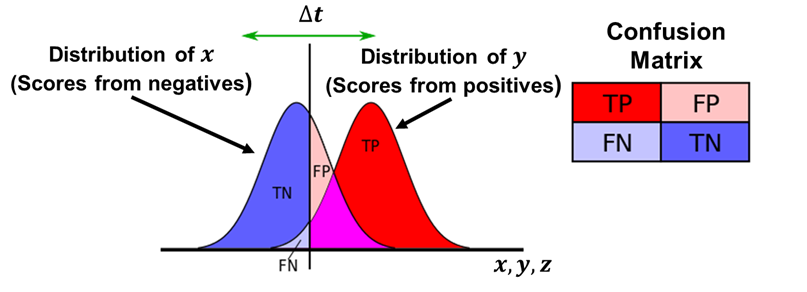 Δt
Distribution of x
(Scores from negatives)
Distribution of y
(Scores from positives)
TN
FP
TP
FN
x, y, z
Confusion
Matrix
TP FP
FN TN